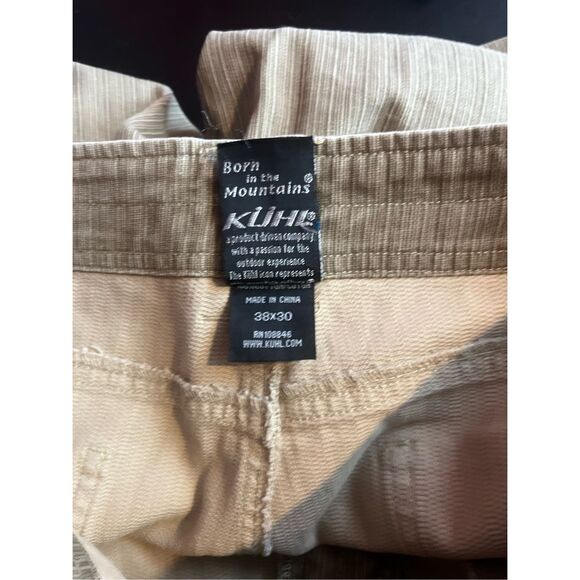 Born
in the
Mountains®
KÜHL®
a product driven company
with a passion for the
outdoor experience
The Kühl icon represents
MADE IN CHINA
38X30
RN108846
WWW.KUHL.COM